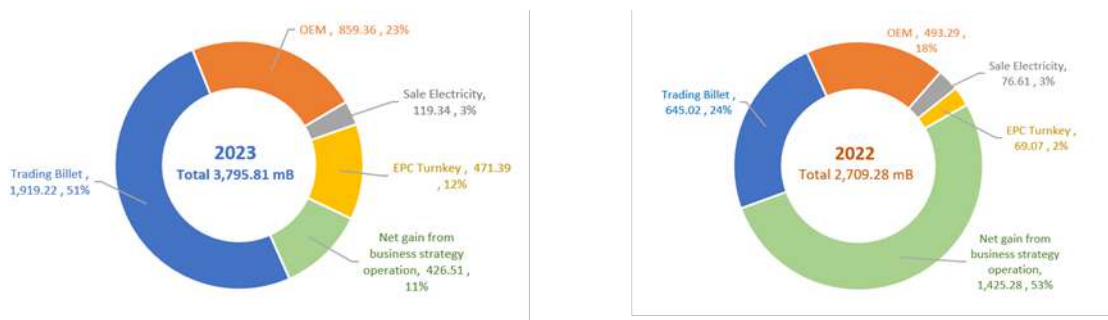 OEM , 859.36 , 23%
Sale Electricity,
119.34 , 3%
EPC Turnkey , 471.39
, 12%
Net gain from
business strategy
operation, 426.51 ,
11%
Trading Billet ,
1,919.22 , 51%
2023
Total 3,795.81 mB
OEM , 493.29 ,
18%
Sale Electricity,
76.61 , 3%
EPC Turnkey ,
69.07 , 2%
Net gain from
business strategy
operation,
1,425.28 , 53%
Trading Billet ,
645.02 , 24%
2022
Total 2,709.28 mB